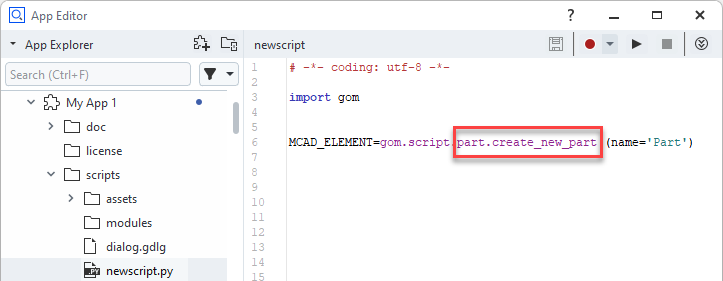 App Editor
?
App Explorer
newscript
Search (Ctrl+F)
My App 1
doc
license
scripts
assets
modules
dialog.gdlg
newscript.py
1 # -*- coding: utf-8 -*-
2
3 import gom
4
5
6 MCAD_ELEMENT=gom.script.part.create_new_part (name='Part')
7
8
9
10
11
12
13
14
15